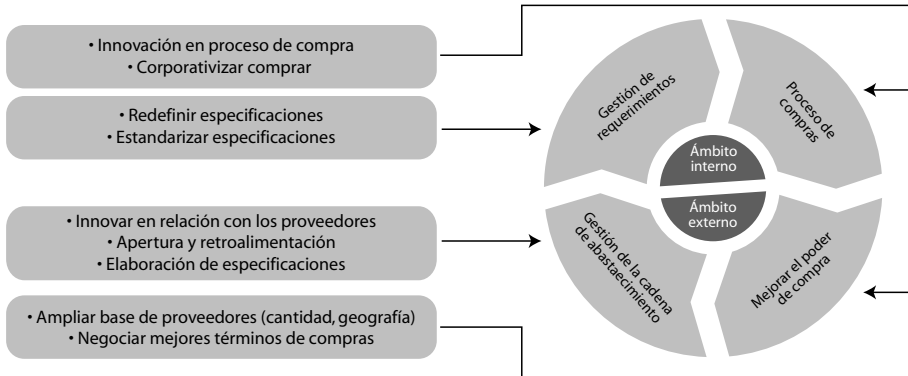 • Innovación en proceso de compra
• Corporativizar comprar
• Redefinir especificaciones
• Estandarizar especificaciones
• Innovar en relación con los proveedores
• Apertura y retroalimentación
• Elaboración de especificaciones
• Ampliar base de proveedores (cantidad, geografía)
• Negociar mejores términos de compras
Gestión de
requerimientos
Proceso de
compras
Ámbito
interno
Ámbito
externo
Gestión de la cadena
de abastaecimiento
Mejorar el poder
de compra